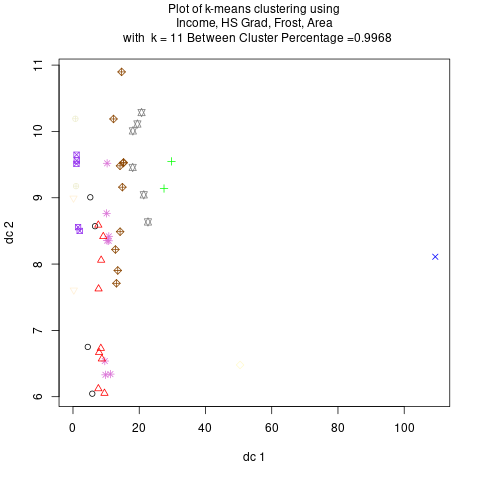 Plot of k-means clustering using
Income, HS Grad, Frost, Area
with k = 11 Between Cluster Percentage =0.9968
11
10
9
8
7
6
dc 2
0 20 40 60 80 100
dc 1